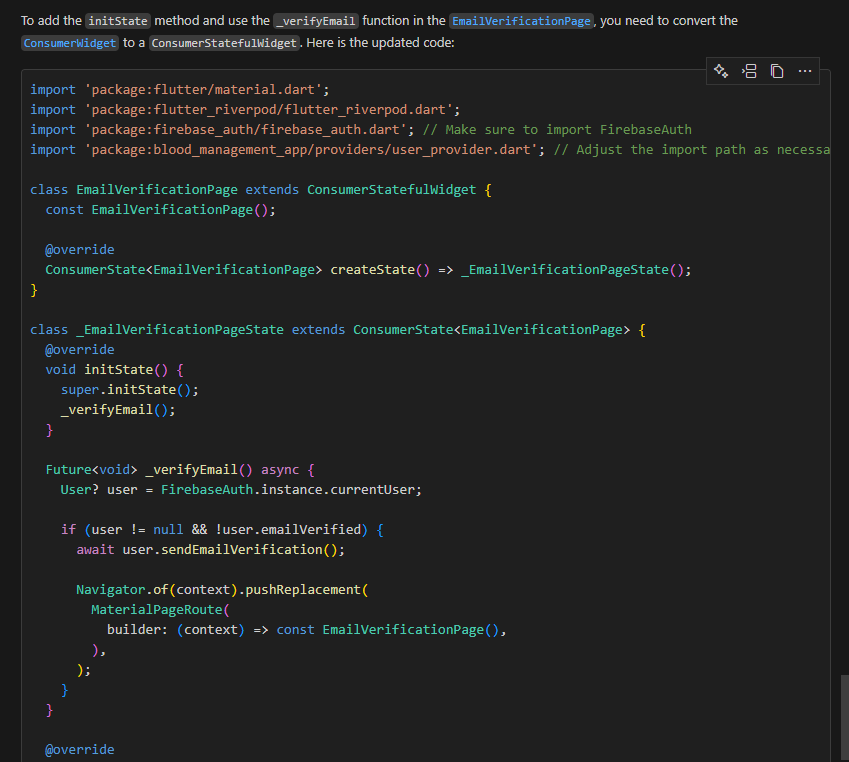 To add the initState method and use the _verifyEmail function in the EmailVerificationPage, you need to convert the
ConsumerWidget to a ConsumerStatefulWidget. Here is the updated code:
import 'package:flutter/material.dart';
import 'package:flutter_riverpod/flutter_riverpod.dart';
import 'package:firebase_auth/firebase_auth.dart'; // Make sure to import FirebaseAuth
import 'package:blood_management_app/providers/user_provider.dart'; // Adjust the import path as necessa
class EmailVerificationPage extends ConsumerStatefulWidget {
  const EmailVerificationPage();
  @override
  ConsumerState<EmailVerificationPage> createState() => _EmailVerificationPageState();
}
class _EmailVerificationPageState extends ConsumerState<EmailVerificationPage> {
  @override
  void initState() {
    super.initState();
    _verifyEmail();
  }
  Future<void> _verifyEmail() async {
    User? user = FirebaseAuth.instance.currentUser;
    if (user != null && !user.emailVerified) {
      await user.sendEmailVerification();
      Navigator.of(context).pushReplacement(
        MaterialPageRoute(
          builder: (context) => const EmailVerificationPage(),
        ),
      );
    }
  }
  @override